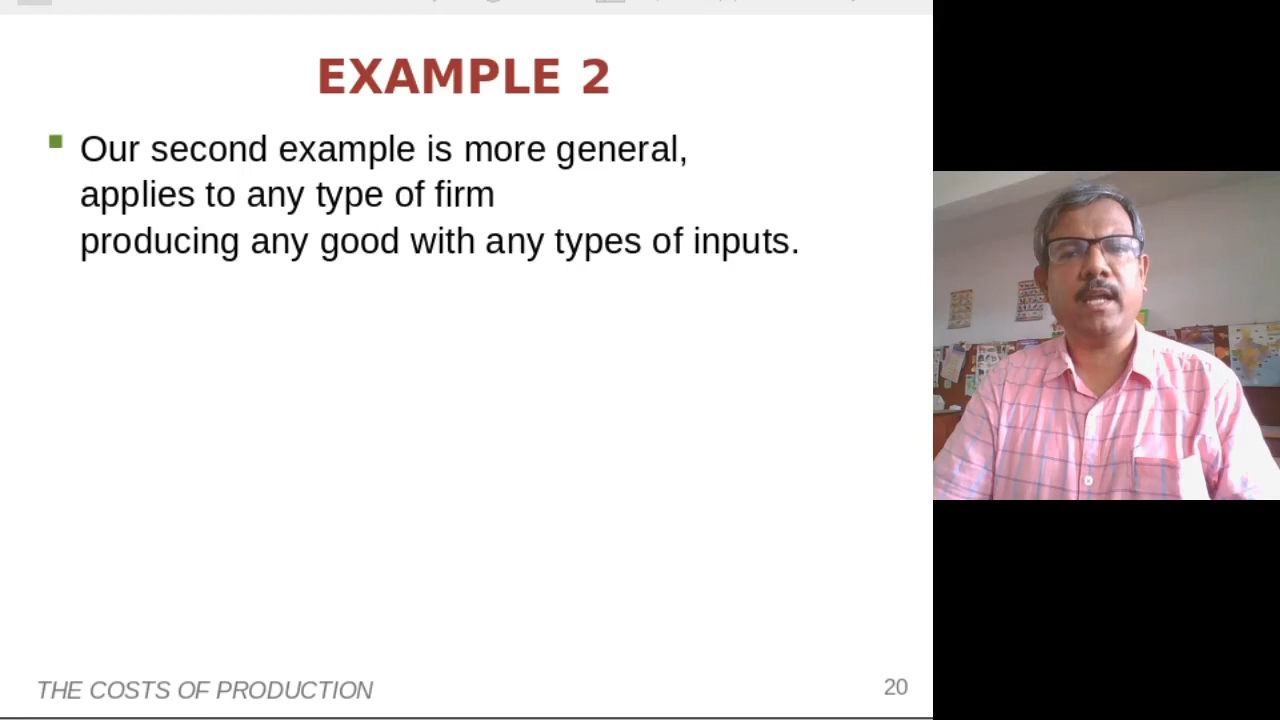 EXAMPLE 2
Our second example is more general,
applies to any type of firm
producing any good with any types of inputs.
THE COSTS OF PRODUCTION
20